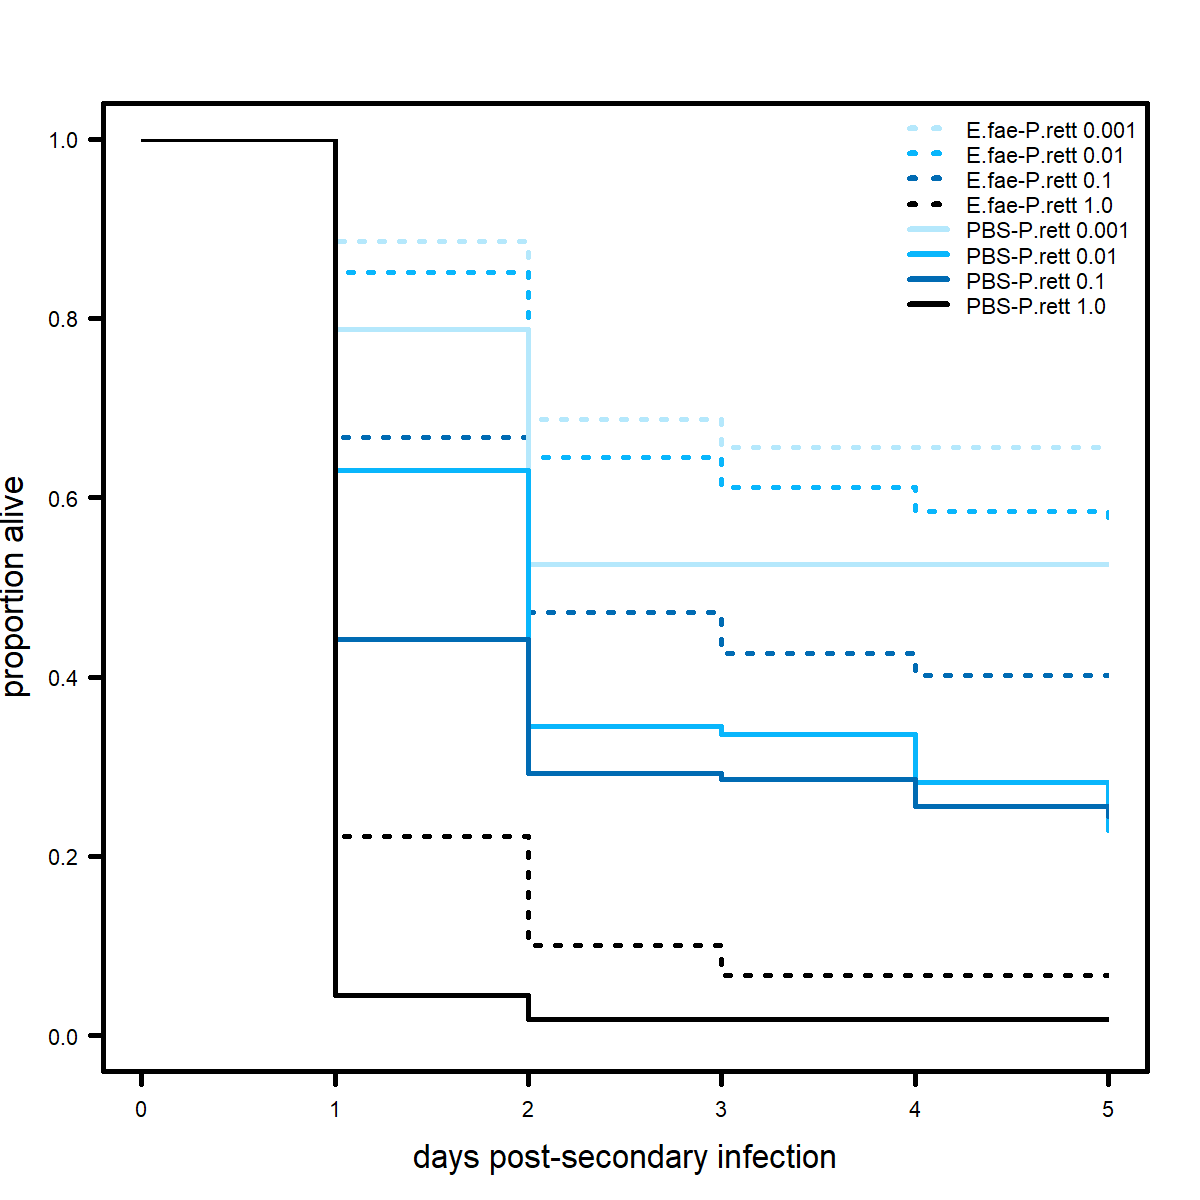 E.fae-P.rett 0.001
E.fae-P.rett 0.01
E.fae-P.rett 0.1
E.fae-P.rett 1.0
PBS-P.rett 0.001
PBS-P.rett 0.01
PBS-P.rett 0.1
PBS-P.rett 1.0
proportion alive
1.0
0.8
0.6
0.4
0.2
0.0
0 1 2 3 4 5
days post-secondary infection